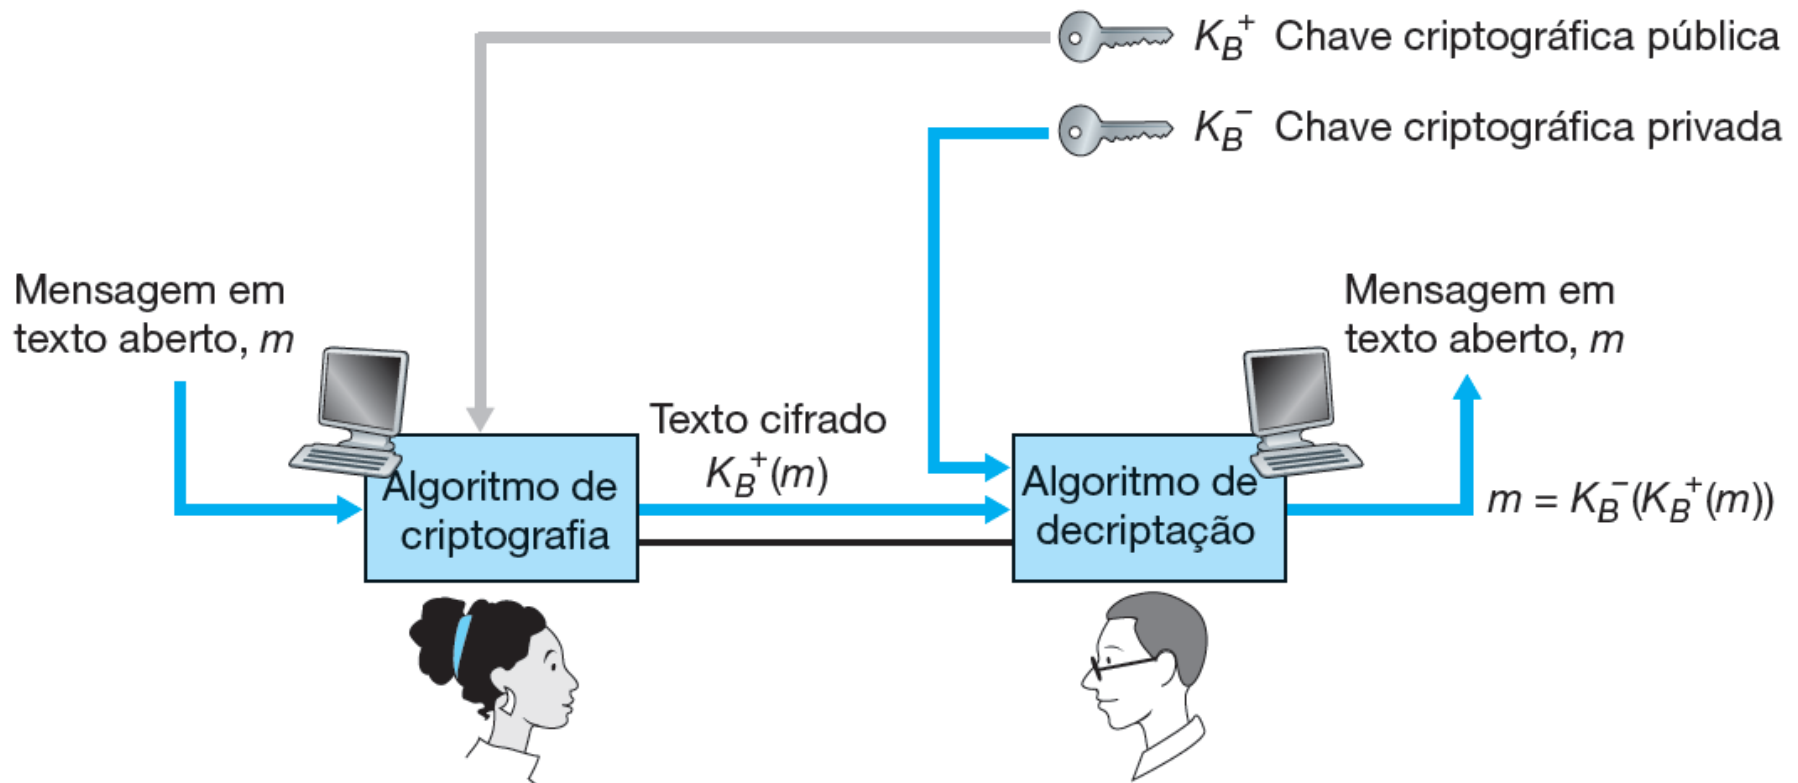 K_B^+ Chave criptográfica pública
K_B^- Chave criptográfica privada
Mensagem em
texto aberto, m
Mensagem em
texto aberto, m
Texto cifrado
K_B^+(m)
Algoritmo de
criptografia
Algoritmo de
decriptação
m = K_B^-(K_B^+(m))